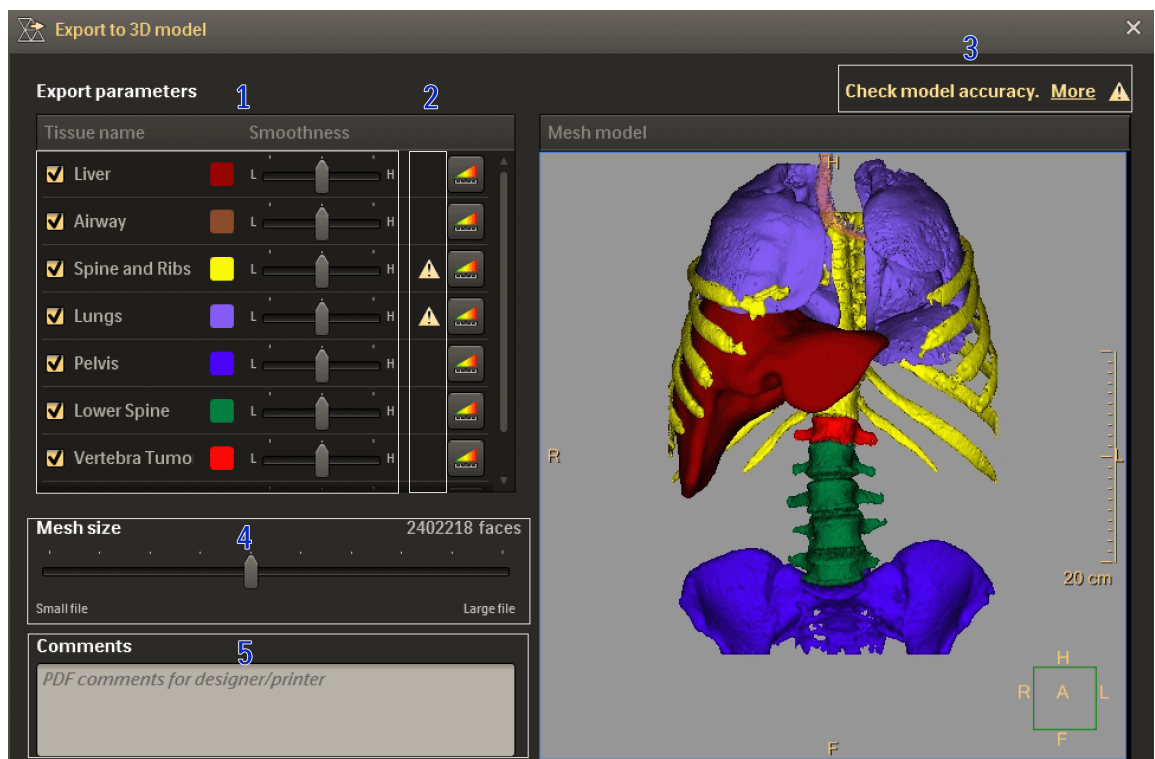 Export to 3D model
3
Export parameters
1
2
Check model accuracy. More
Tissue name Smoothness
Mesh model
Liver L H
Airway L H
Spine and Ribs L H
Lungs L H
Pelvis L H
Lower Spine L H
Vertebra Tumo L H
H
R
L
20 cm
Mesh size 2402218 faces
4
Small file Large file
Comments
5
PDF comments for designer/printer
H
R A L
F
F